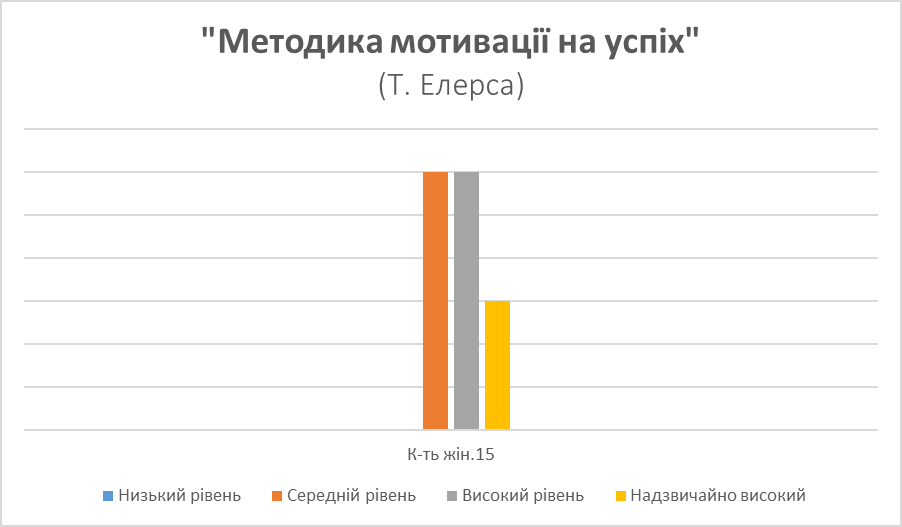 "Методика мотивації на успіх"
(Т. Елерса)
К-ть жін.15
Низький рівень
Середній рівень
Високий рівень
Надзвичайно високий